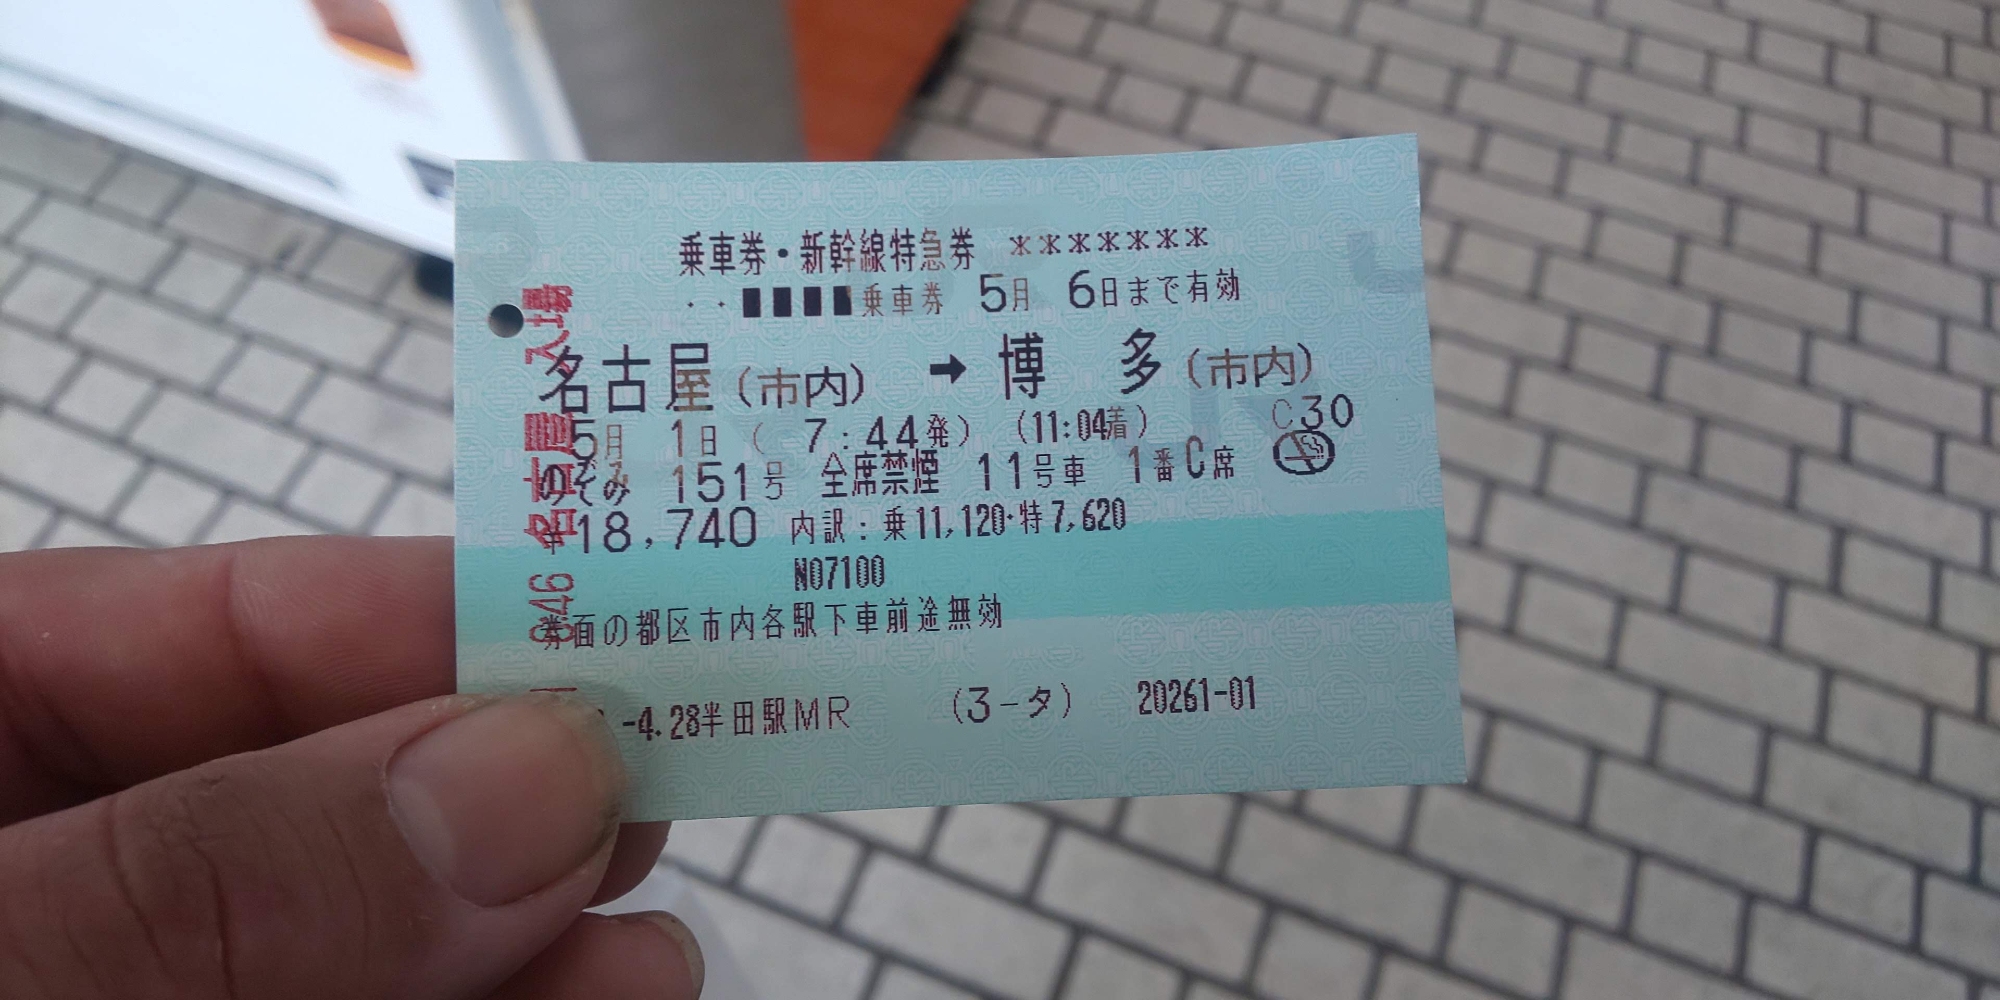 乗車券・新幹線特急券 *******
・・■■■■乗車券 5月 6日まで有効
名古屋(市内) ➡ 博 多(市内)
5月 1日 ( 7:44発) (11:04着) C30
のぞみ 151号 全席禁煙 11号車 1番C席
¥18,740 内訳:乗11,120・特7,620
N07100
券面の都区市内各駅下車前途無効
-4.28半田駅MR (3-タ) 20261-01
名古屋 入場